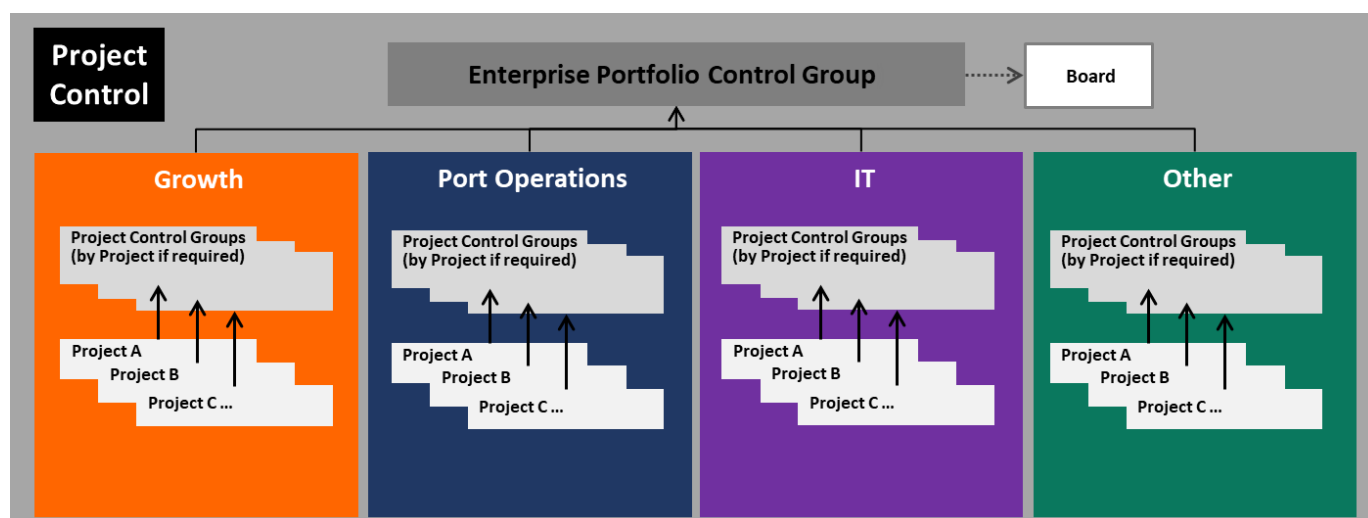 Project
Control
Enterprise Portfolio Control Group
Board
Growth
Project Control Groups
(by Project if required)
Project A
Project B
Project C ...
Port Operations
Project Control Groups
(by Project if required)
Project A
Project B
Project C ...
IT
Project Control Groups
(by Project if required)
Project A
Project B
Project C ...
Other
Project Control Groups
(by Project if required)
Project A
Project B
Project C ...